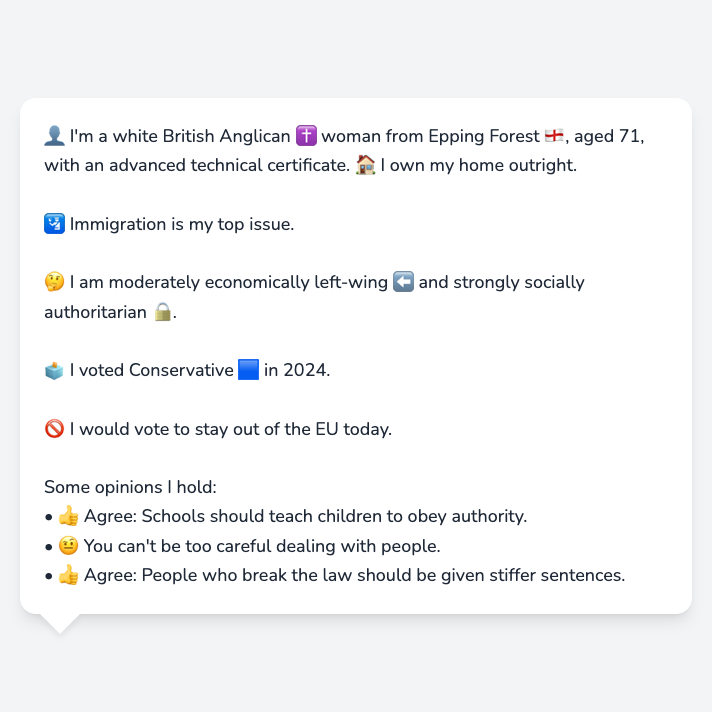 👤 I'm a white British Anglican ✝️ woman from Epping Forest 🏴󠁧󠁢󠁥󠁮󠁧󠁿, aged 71,
with an advanced technical certificate. 🏠 I own my home outright.
🛂 Immigration is my top issue.
🤔 I am moderately economically left-wing ⬅️ and strongly socially
authoritarian 🔒.
🗳️ I voted Conservative 🟦 in 2024.
🚫 I would vote to stay out of the EU today.
Some opinions I hold:
• 👍 Agree: Schools should teach children to obey authority.
• 🤨 You can't be too careful dealing with people.
• 👍 Agree: People who break the law should be given stiffer sentences.